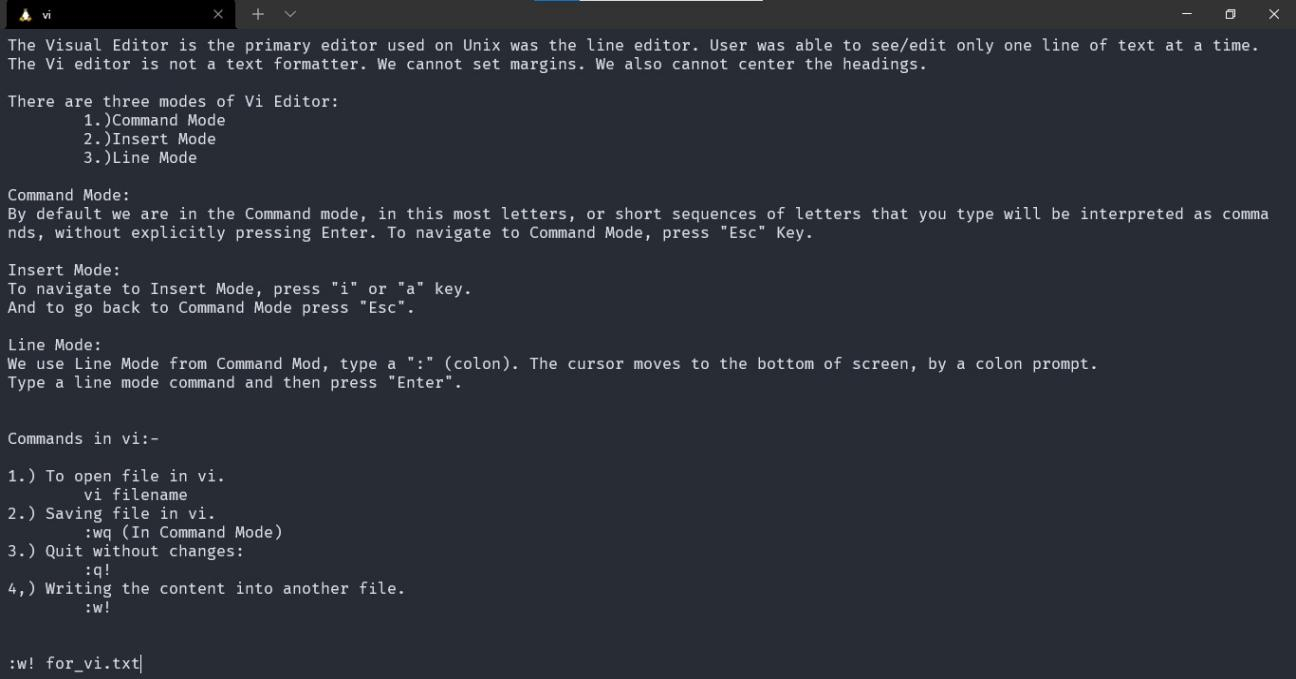 vi
The Visual Editor is the primary editor used on Unix was the line editor. User was able to see/edit only one line of text at a time.
The Vi editor is not a text formatter. We cannot set margins. We also cannot center the headings.
There are three modes of Vi Editor:
1.)Command Mode
2.)Insert Mode
3.)Line Mode
Command Mode:
By default we are in the Command mode, in this most letters, or short sequences of letters that you type will be interpreted as comma
nds, without explicitly pressing Enter. To navigate to Command Mode, press "Esc" Key.
Insert Mode:
To navigate to Insert Mode, press "i" or "a" key.
And to go back to Command Mode press "Esc".
Line Mode:
We use Line Mode from Command Mod, type a ":" (colon). The cursor moves to the bottom of screen, by a colon prompt.
Type a line mode command and then press "Enter".
Commands in vi:-
1.) To open file in vi.
vi filename
2.) Saving file in vi.
:wq (In Command Mode)
3.) Quit without changes:
:q!
4,) Writing the content into another file.
:w!
:w! for_vi.txt